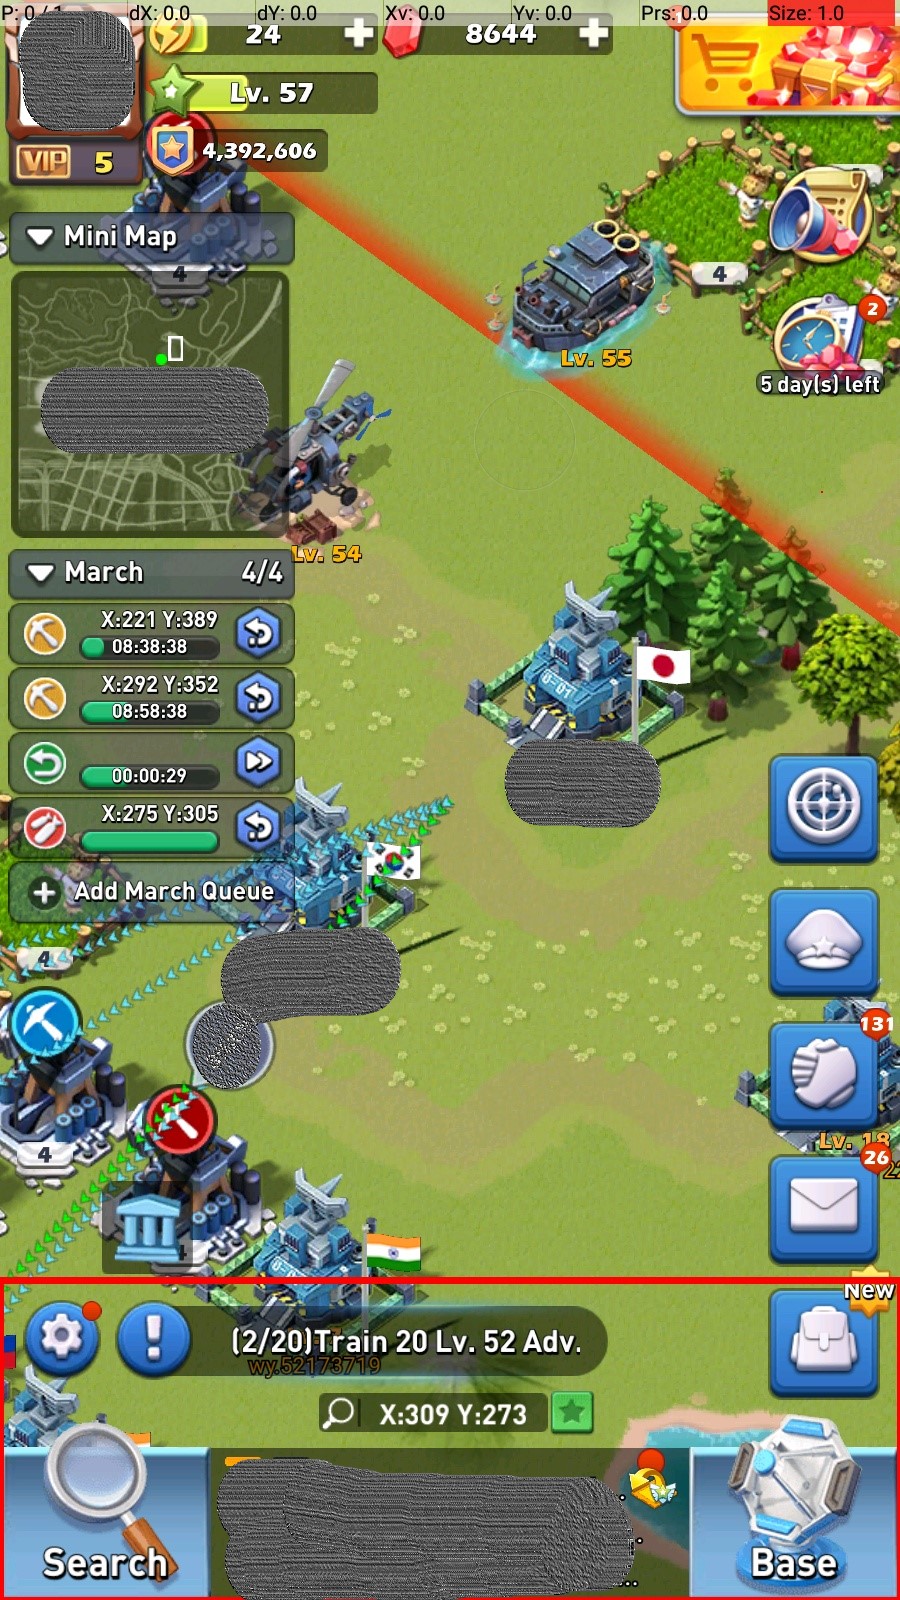 P: 0 / 1 dX: 0.0 dY: 0.0 Xv: 0.0 Yv: 0.0 Prs: 0.0 Size: 1.0
24 8644
Lv. 57
4,392,606
VIP 5
Mini Map
4
4
2
Lv. 55
5 day(s) left
Lv. 54
March 4/4
X:221 Y:389
08:38:38
X:292 Y:352
08:58:38
00:00:29
X:275 Y:305
Add March Queue
0-01
4
131
Lv. 18
4
26
New
(2/20)Train 20 Lv. 52 Adv.
wy.52173719
X:309 Y:273
Search
Base